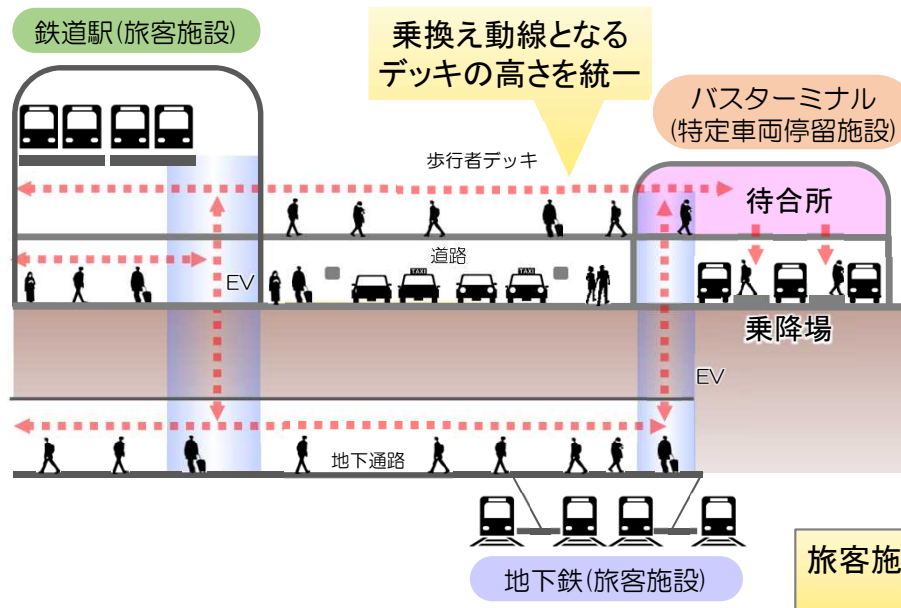 鉄道駅(旅客施設)
乗換え動線となる
デッキの高さを統一
バスターミナル
(特定車両停留施設)
歩行者デッキ
待合所
道路
EV
TAXI
TAXI
乗降場
EV
地下通路
地下鉄(旅客施設)
旅客施